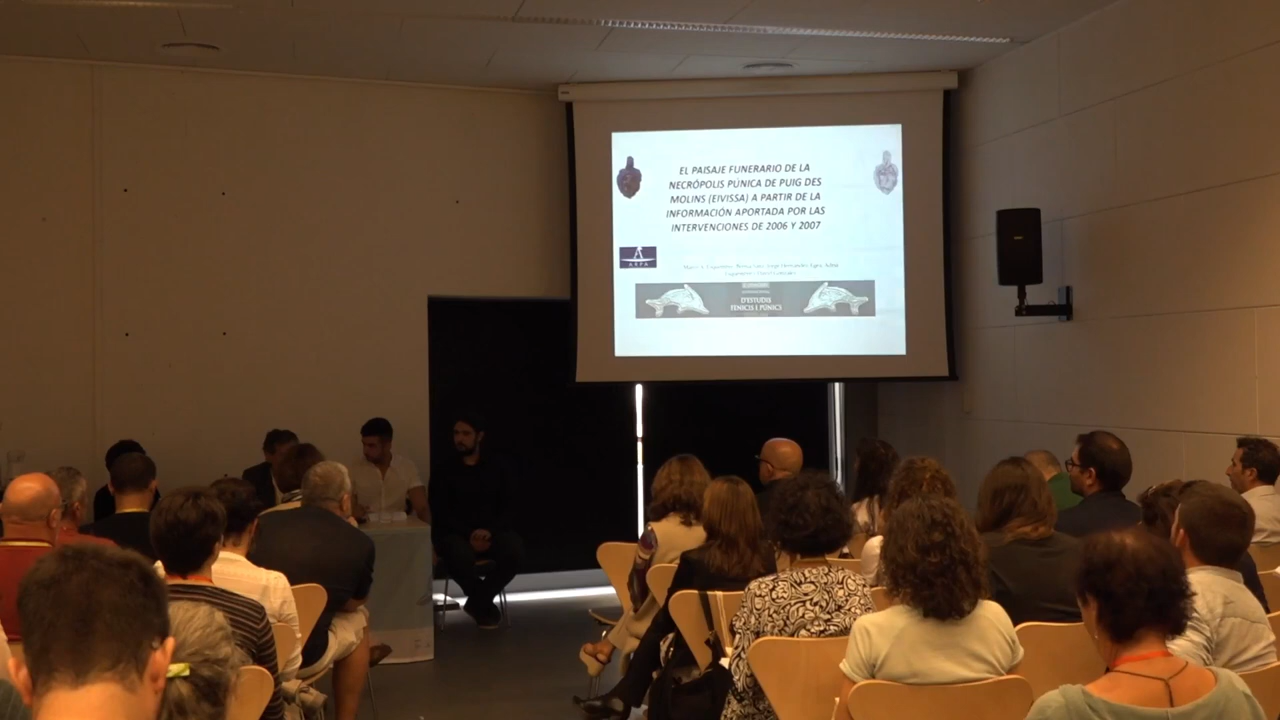 EL PAISAJE FUNERARIO DE LA
NECRÓPOLIS PÚNICA DE PUIG DES
MOLINS (EIVISSA) A PARTIR DE LA
INFORMACIÓN APORTADA POR LAS
INTERVENCIONES DE 2006 Y 2007
D'ESTUDIS
FENICIS I PÚNICS